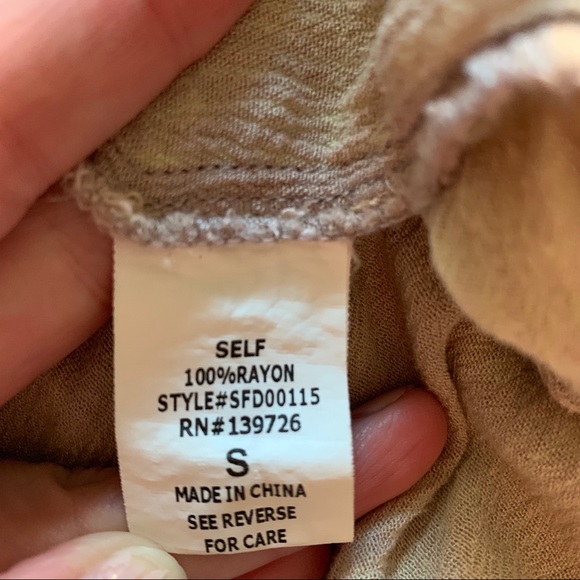 SELF
100%RAYON
STYLE#SFD00115
RN#139726
S
MADE IN CHINA
SEE REVERSE
FOR CARE